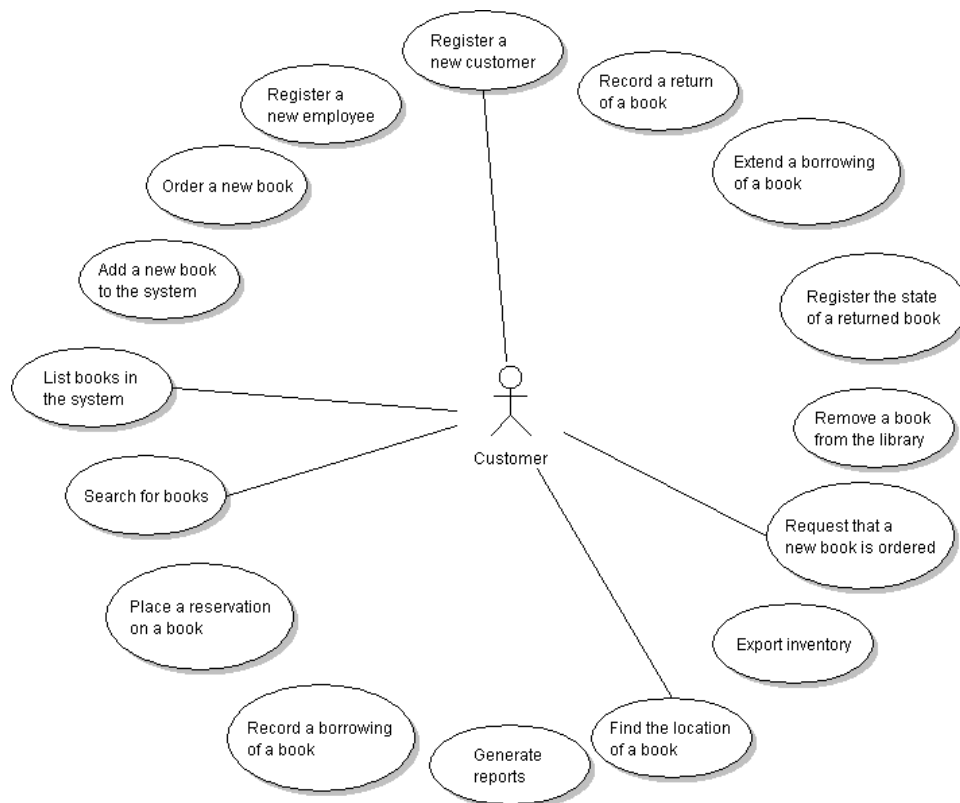 Register a
new customer
Record a return
of a book
Register a
new employee
Extend a borrowing
of a book
Order a new book
Add a new book
to the system
Register the state
of a returned book
List books in
the system
Remove a book
from the library
Customer
Search for books
Request that a
new book is ordered
Place a reservation
on a book
Export inventory
Record a borrowing
of a book
Find the location
of a book
Generate
reports